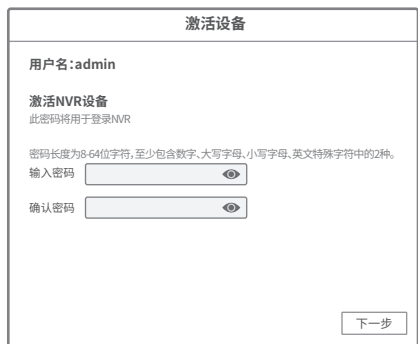 激活设备
用户名:admin
激活NVR设备
此密码将用于登录NVR
密码长度为8-64位字符,至少包含数字、大写字母、小写字母、英文特殊字符中的2种。
输入密码
确认密码
下一步